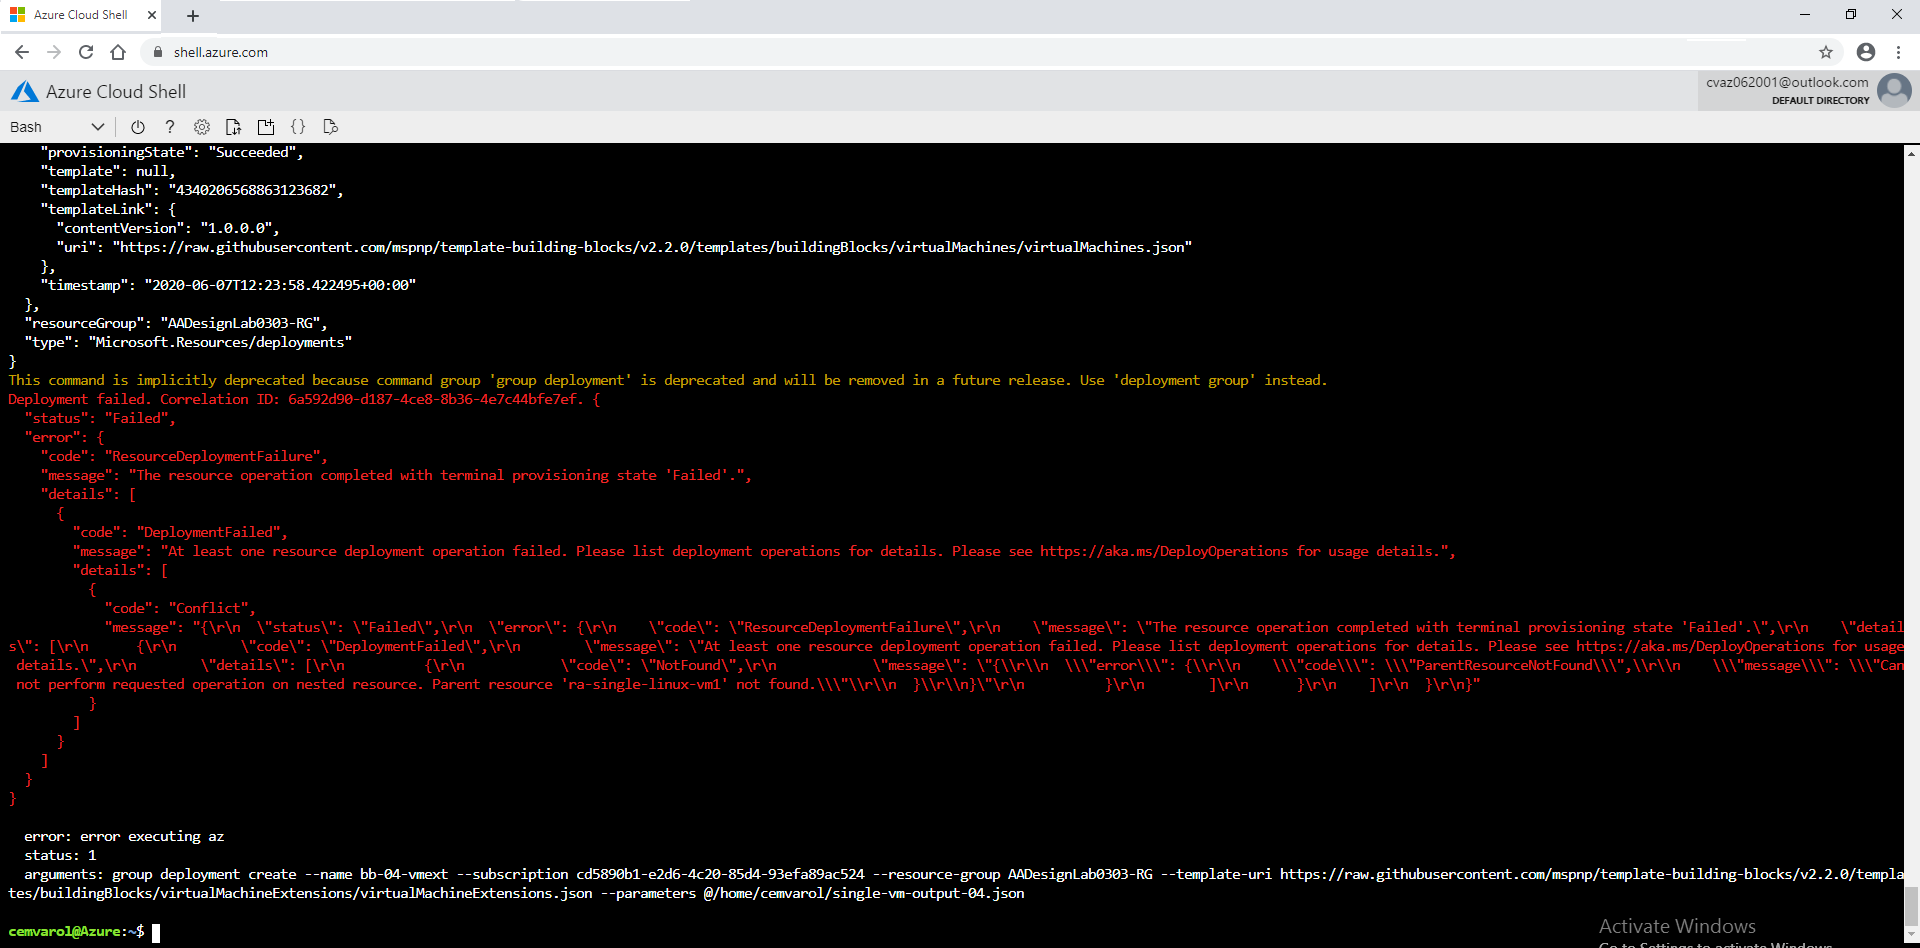 Azure Cloud Shell
shell.azure.com
Azure Cloud Shell
cvaz062001@outlook.com
DEFAULT DIRECTORY
Bash
"provisioningState": "Succeeded",
"template": null,
"templateHash": "4340206568863123682",
"templateLink": {
"contentVersion": "1.0.0.0",
"uri": "https://raw.githubusercontent.com/mspnp/template-building-blocks/v2.2.0/templates/buildingBlocks/virtualMachines/virtualMachines.json"
},
"timestamp": "2020-06-07T12:23:58.422495+00:00"
},
"resourceGroup": "AADesignLab0303-RG",
"type": "Microsoft.Resources/deployments"
}
This command is implicitly deprecated because command group 'group deployment' is deprecated and will be removed in a future release. Use 'deployment group' instead.
Deployment failed. Correlation ID: 6a592d90-d187-4ce8-8b36-4e7c44bfe7ef. {
"status": "Failed",
"error": {
"code": "ResourceDeploymentFailure",
"message": "The resource operation completed with terminal provisioning state 'Failed'.",
"details": [
{
"code": "DeploymentFailed",
"message": "At least one resource deployment operation failed. Please list deployment operations for details. Please see https://aka.ms/DeployOperations for usage details.",
"details": [
{
"code": "Conflict",
"message": "{\r\n  \"status\": \"Failed\",\r\n  \"error\": {\r\n    \"code\": \"ResourceDeploymentFailure\",\r\n    \"message\": \"The resource operation completed with terminal provisioning state 'Failed'.\",\r\n    \"detail
s\": [\r\n      {\r\n        \"code\": \"DeploymentFailed\",\r\n        \"message\": \"At least one resource deployment operation failed. Please list deployment operations for details. Please see https://aka.ms/DeployOperations for usage
details.\",\r\n        \"details\": [\r\n          {\r\n            \"code\": \"NotFound\",\r\n            \"message\": \"{\\r\\n  \\\"error\\\": {\\r\\n    \\\"code\\\": \\\"ParentResourceNotFound\\\",\\r\\n    \\\"message\\\": \\\"Can
not perform requested operation on nested resource. Parent resource 'ra-single-linux-vm1' not found.\\\"\\r\\n  }\\r\\n}\"\r\n          }\r\n        ]\r\n      }\r\n    ]\r\n  }\r\n}"
}
]
}
]
}
}
error: error executing az
status: 1
arguments: group deployment create --name bb-04-vmext --subscription cd5890b1-e2d6-4c20-85d4-93efa89ac524 --resource-group AADesignLab0303-RG --template-uri https://raw.githubusercontent.com/mspnp/template-building-blocks/v2.2.0/templa
tes/buildingBlocks/virtualMachineExtensions/virtualMachineExtensions.json --parameters @/home/cemvarol/single-vm-output-04.json
cemvarol@Azure:~$
Activate Windows
Go to Settings to activate Windows